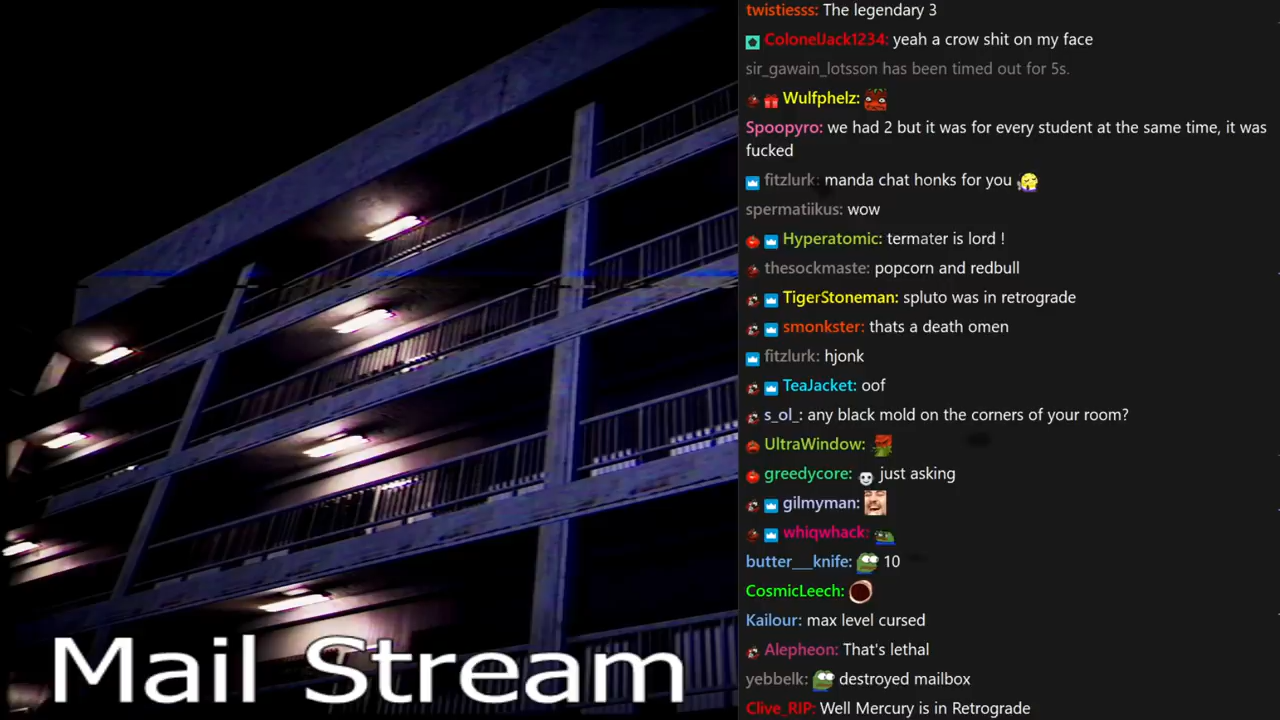 twistiesss: The legendary 3
ColonelJack1234: yeah a crow shit on my face
sir_gawain_lotsson has been timed out for 5s.
Wulfphelz:
Spoopyro: we had 2 but it was for every student at the same time, it was
fucked
fitzlurk: manda chat honks for you
spermatiikus: wow
Hyperatomic: termater is lord !
thesockmaste: popcorn and redbull
TigerStoneman: spluto was in retrograde
smonkster: thats a death omen
fitzlurk: hjonk
TeaJacket: oof
s_ol_: any black mold on the corners of your room?
UltraWindow:
greedycore: just asking
gilmyman:
whiqwhack:
butter___knife: 10
CosmicLeech:
Kailour: max level cursed
Alepheon: That's lethal
yebbelk: destroyed mailbox
Clive_RIP: Well Mercury is in Retrograde
Mail Stream